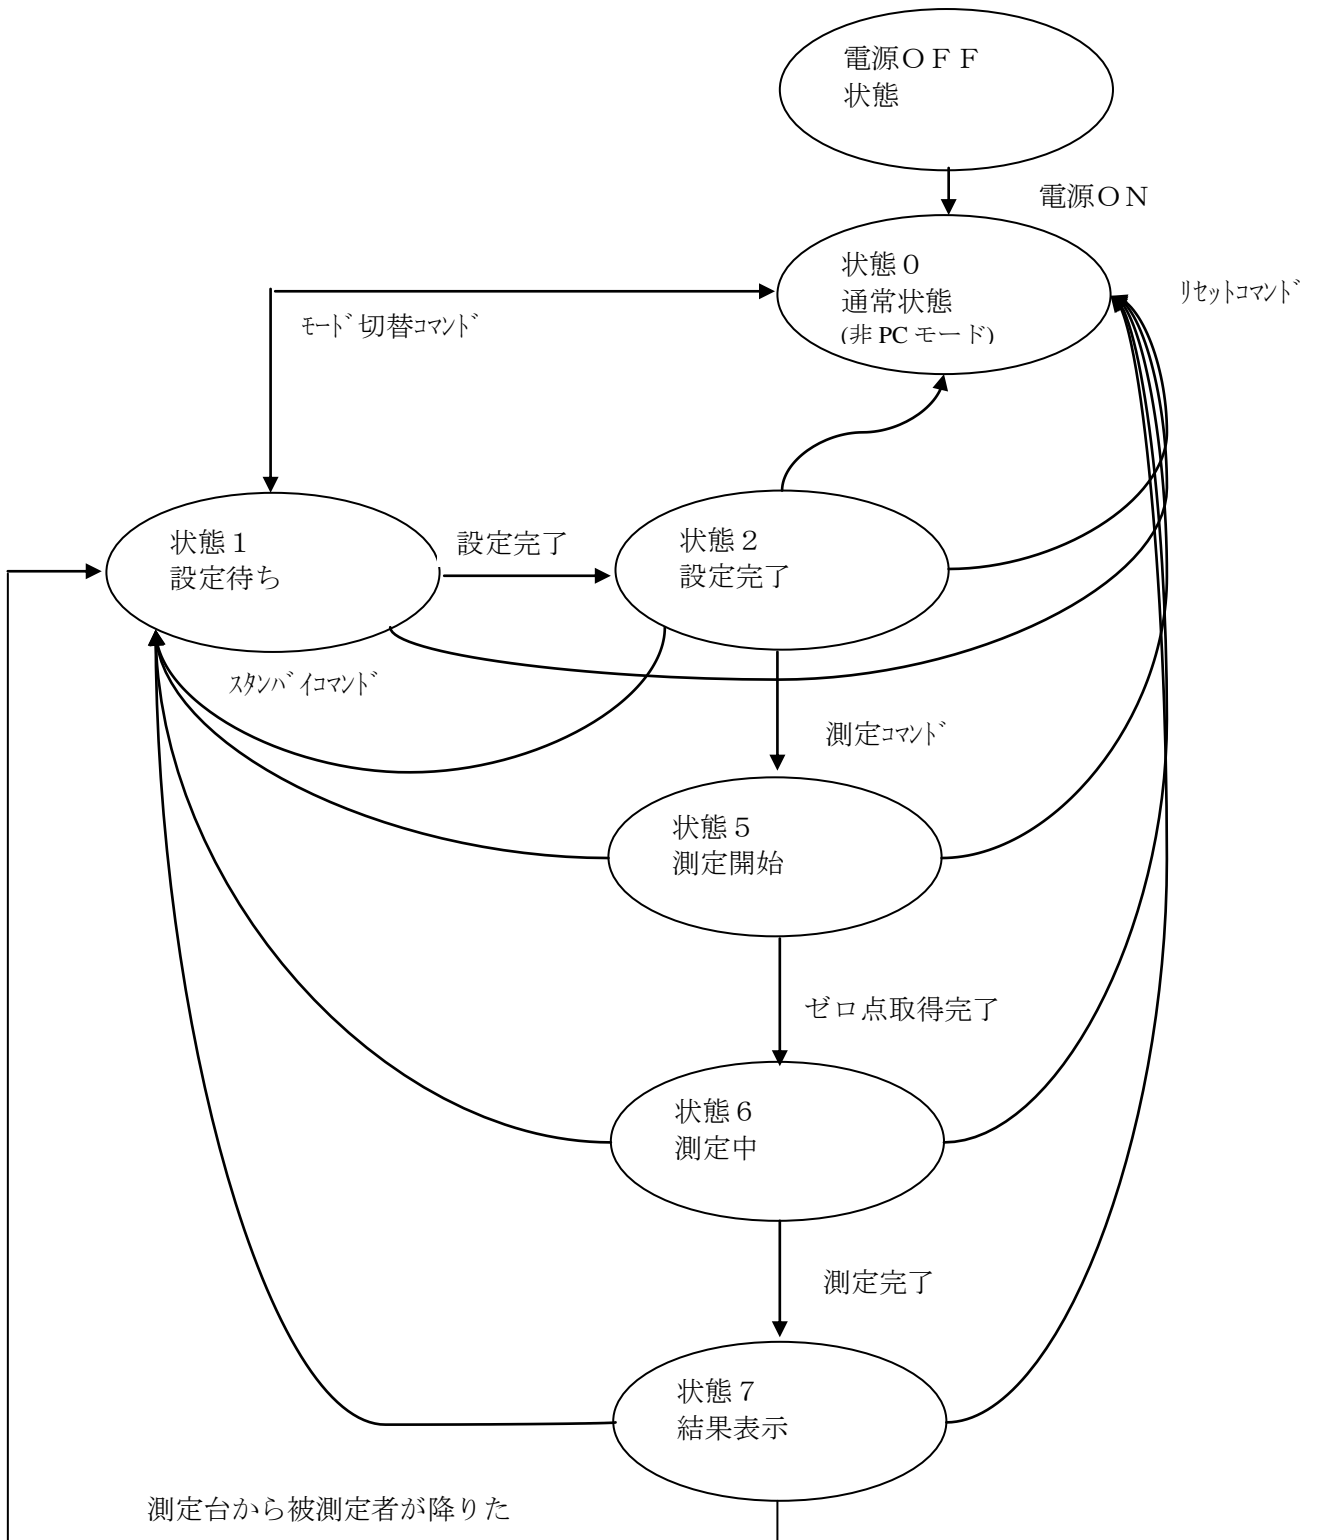 電源ＯＦＦ
状態
電源ＯＮ
状態０
通常状態
(非 PC モード)
ﾘｾｯﾄコﾏﾝﾄﾞ
ﾓｰﾄﾞ切替ｺﾏﾝﾄﾞ
状態１
設定待ち
設定完了
状態２
設定完了
ｽﾀﾝﾊﾞｲｺﾏﾝﾄﾞ
測定ｺﾏﾝﾄﾞ
状態５
測定開始
ゼロ点取得完了
状態６
測定中
測定完了
状態７
結果表示
測定台から被測定者が降りた